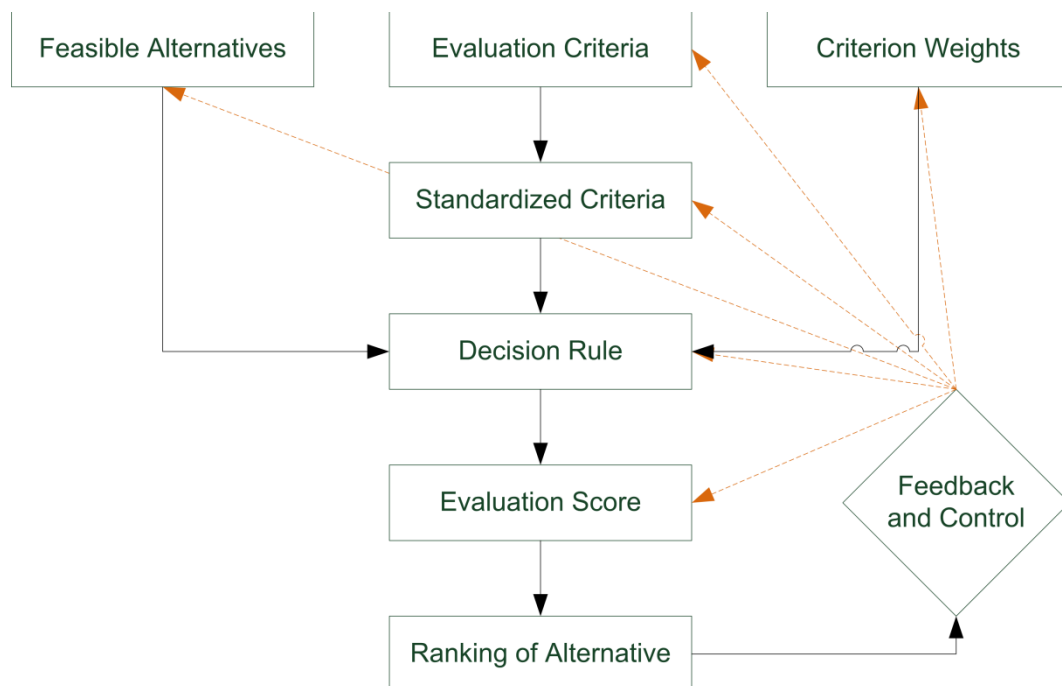 Feasible Alternatives
Evaluation Criteria
Criterion Weights
Standardized Criteria
Decision Rule
Evaluation Score
Feedback
and Control
Ranking of Alternative